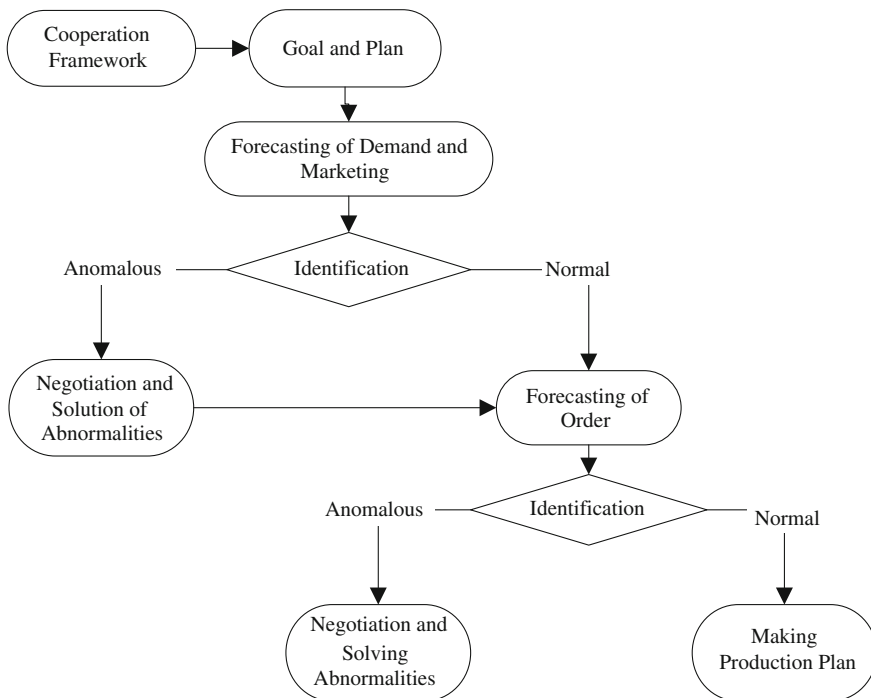 Cooperation
Framework
Goal and Plan
Forecasting of Demand and
Marketing
Anomalous
Identification
Normal
Negotiation and
Solution of
Abnormalities
Forecasting of
Order
Anomalous
Identification
Normal
Negotiation and
Solving
Abnormalities
Making
Production Plan